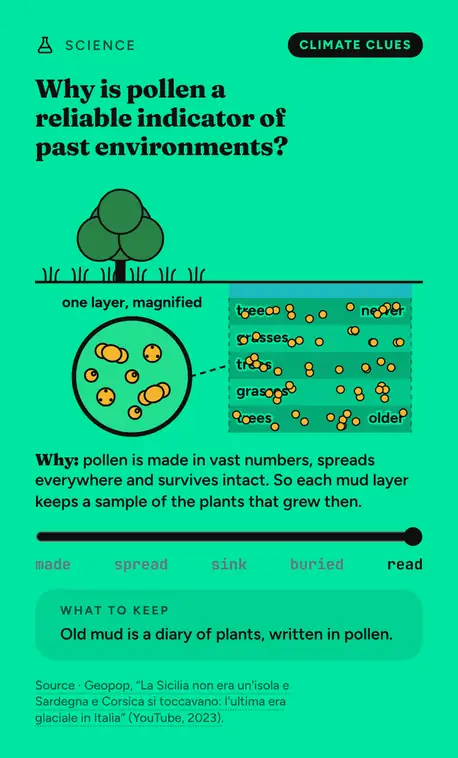 SCIENCE
CLIMATE CLUES
Why is pollen a
reliable indicator of
past environments?
one layer, magnified
trees
newer
grasses
trees
grasses
trees
older
Why: pollen is made in vast numbers, spreads
everywhere and survives intact. So each mud layer
keeps a sample of the plants that grew then.
made spread sink buried read
WHAT TO KEEP
Old mud is a diary of plants, written in pollen.
Source · Geopop, “La Sicilia non era un'isola e
Sardegna e Corsica si toccavano: l'ultima era
glaciale in Italia” (YouTube, 2023).